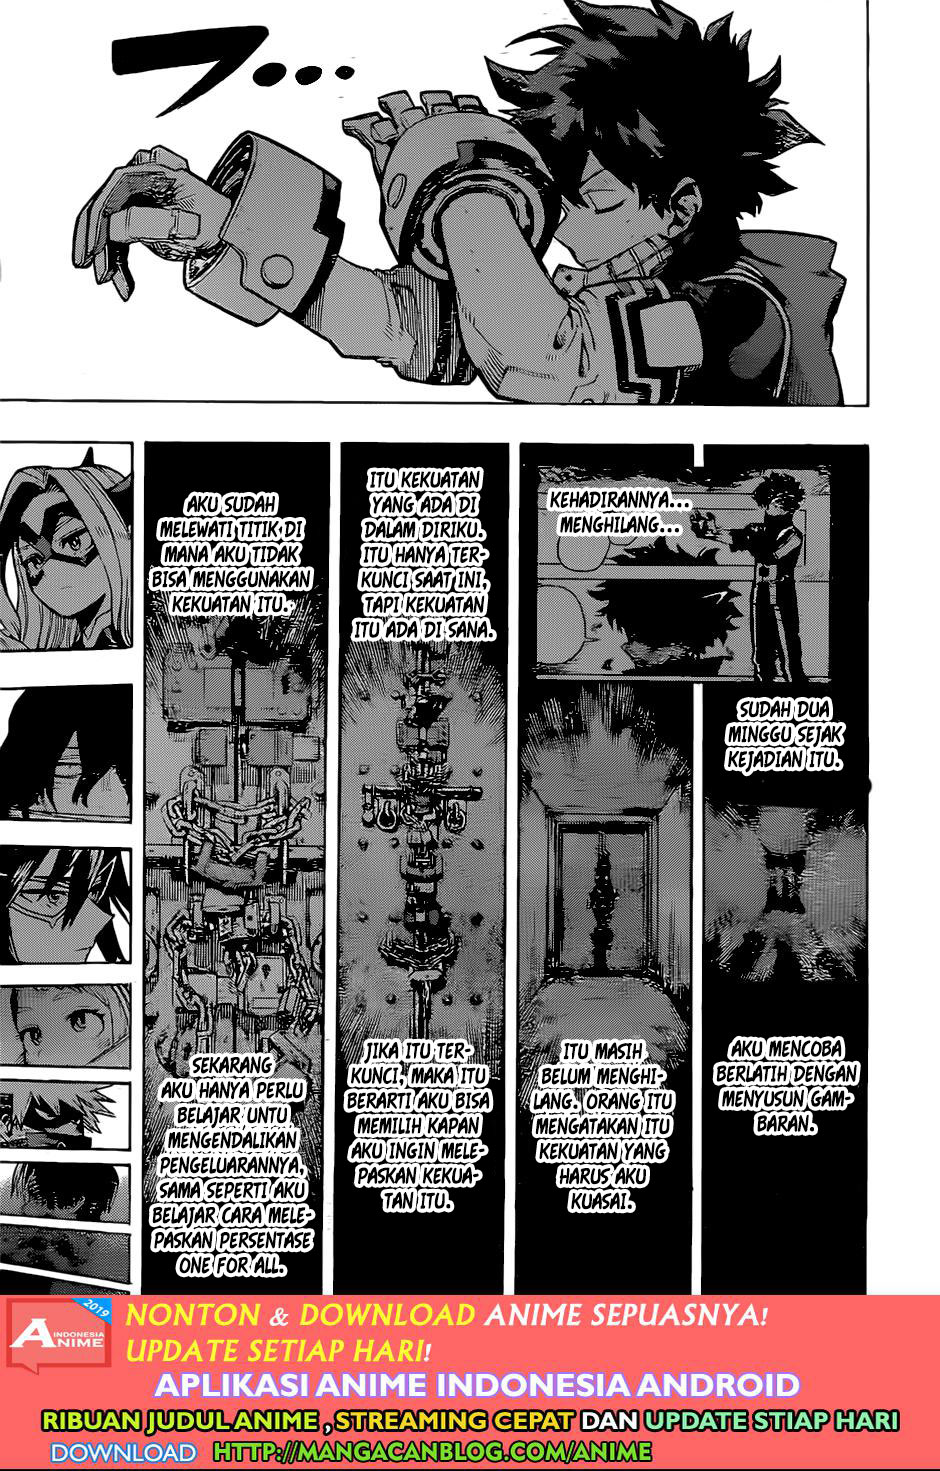 フ・・・
KEHADIRANNYA...
MENGHILANG...
SUDAH DUA
MINGGU SEJAK
KEJADIAN ITU.
AKU MENCOBA
BERLATIH DENGAN
MENYUSUN GAM-
BARAN.
ITU MASIH
BELUM MENGHI-
LANG. ORANG ITU
MENGATAKAN ITU
KEKUATAN YANG
HARUS AKU
KUASAI.
ITU KEKUATAN
YANG ADA DI
DALAM DIRIKU.
ITU HANYA TER-
KUNCI SAAT INI,
TAPI KEKUATAN
ITU ADA DI SANA.
JIKA ITU TER-
KUNCI, MAKA ITU
BERARTI AKU BISA
MEMILIH KAPAN
AKU INGIN MELE-
PASKAN KEKUA-
TAN ITU.
AKU SUDAH
MELEWATI TITIK DI
MANA AKU TIDAK
BISA MENGGUNAKAN
KEKUATAN ITU.
SEKARANG
AKU HANYA PERLU
BELAJAR UNTU
MENGENDALIKAN
PENGELUARANNYA,
SAMA SEPERTI AKU
BELAJAR CARA MELE-
PASKAN PERSENTASE
ONE FOR ALL.
2019
INDONESIA
ANIME
NONTON & DOWNLOAD ANIME SEPUASNYA!
UPDATE SETIAP HARI!
APLIKASI ANIME INDONESIA ANDROID
RIBUAN JUDUL ANIME , STREAMING CEPAT DAN UPDATE STIAP HARI
DOWNLOAD HTTP://MANGACANBLOG.COM/ANIME